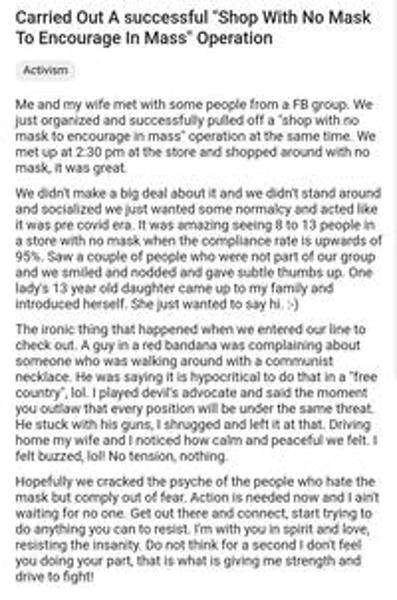 Carried Out A successful "Shop With No Mask
To Encourage In Mass" Operation
Activism
Me and my wife met with some people from a FB group. We
just organized and successfully pulled off a "shop with no
mask to encourage in mass" operation at the same time. We
met up at 2:30 pm at the store and shopped around with no
mask, it was great.
We didn't make a big deal about it and we didn't stand around
and socialized we just wanted some normalcy and acted like
it was pre covid era. It was amazing seeing 8 to 13 people in
a store with no mask when the compliance rate is upwards of
95%. Saw a couple of people who were not part of our group
and we smiled and nodded and gave subtle thumbs up. One
lady's 13 year old daughter came up to my family and
introduced herself. She just wanted to say hi. :-)
The ironic thing that happened when we entered our line to
check out. A guy in a red bandana was complaining about
someone who was walking around with a communist
necklace. He was saying it is hypocritical to do that in a "free
country", lol. I played devil's advocate and said the moment
you outlaw that every position will be under the same threat.
He stuck with his guns, I shrugged and left it at that. Driving
home my wife and I noticed how calm and peaceful we felt. I
felt buzzed, lol! No tension, nothing.
Hopefully we cracked the psyche of the people who hate the
mask but comply out of fear. Action is needed now and I ain't
waiting for no one. Get out there and connect, start trying to
do anything you can to resist. I'm with you in spirit and love,
resisting the insanity. Do not think for a second I don't feel
you doing your part, that is what is giving me strength and
drive to fight!